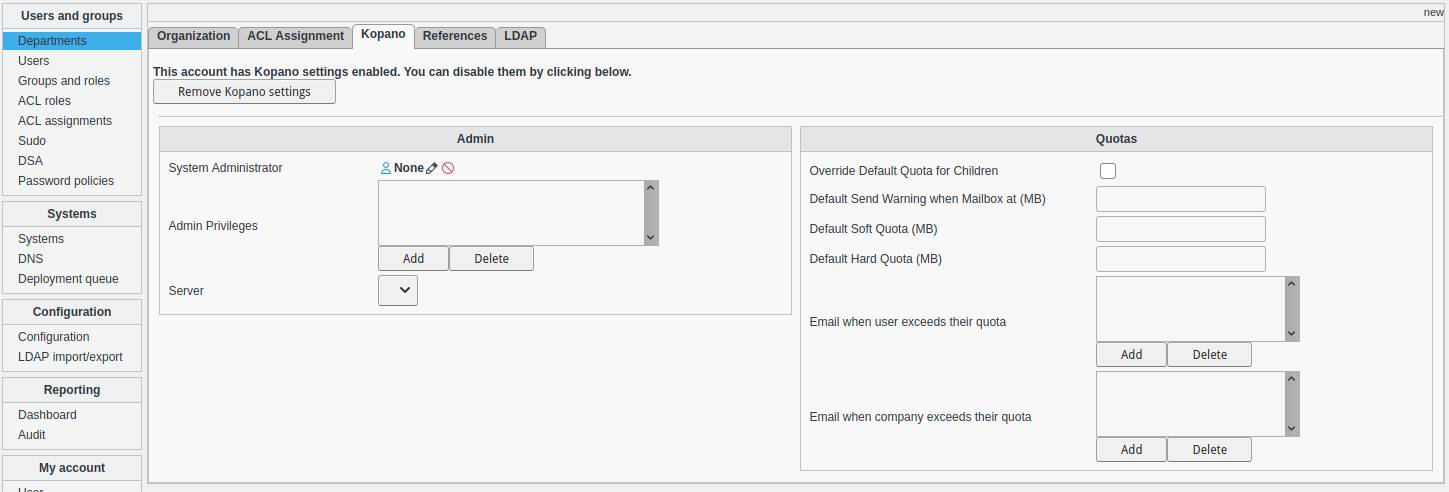 Users and groups
Departments
Users
Groups and roles
ACL roles
ACL assignments
Sudo
DSA
Password policies
Systems
Systems
DNS
Deployment queue
Configuration
Configuration
LDAP import/export
Reporting
Dashboard
Audit
My account
User
new
Organization ACL Assignment Kopano References LDAP
This account has Kopano settings enabled. You can disable them by clicking below.
Remove Kopano settings
Admin
System Administrator None
Admin Privileges
Add Delete
Server
Quotas
Override Default Quota for Children
Default Send Warning when Mailbox at (MB)
Default Soft Quota (MB)
Default Hard Quota (MB)
Email when user exceeds their quota
Add Delete
Email when company exceeds their quota
Add Delete